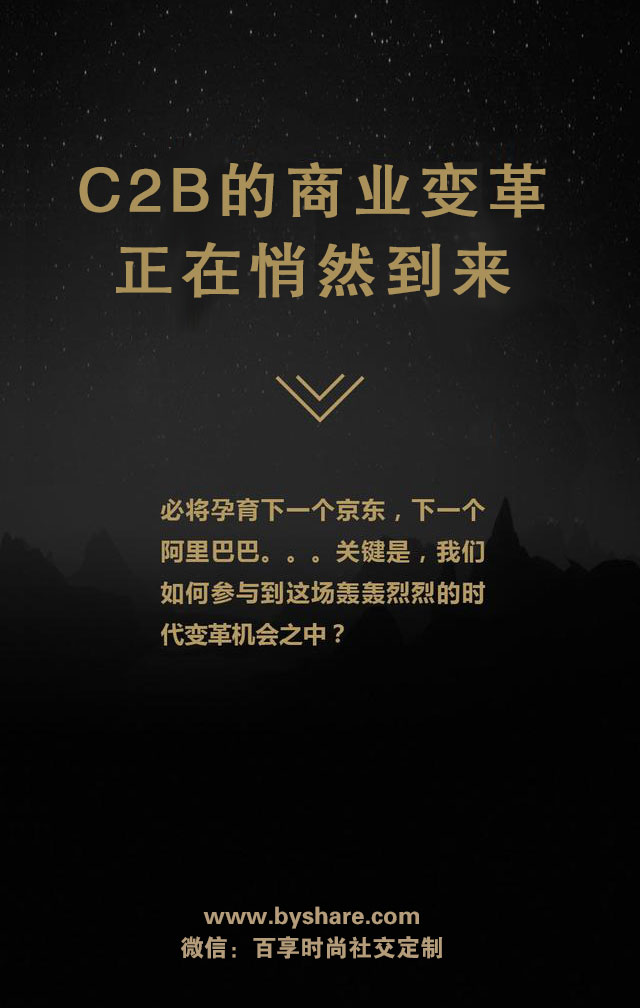 C2B的商业变革
正在悄然到来
必将孕育下一个京东，下一个
阿里巴巴。。。关键是，我们
如何参与到这场轰轰烈烈的时
代变革机会之中？
www.byshare.com
微信：百享时尚社交定制